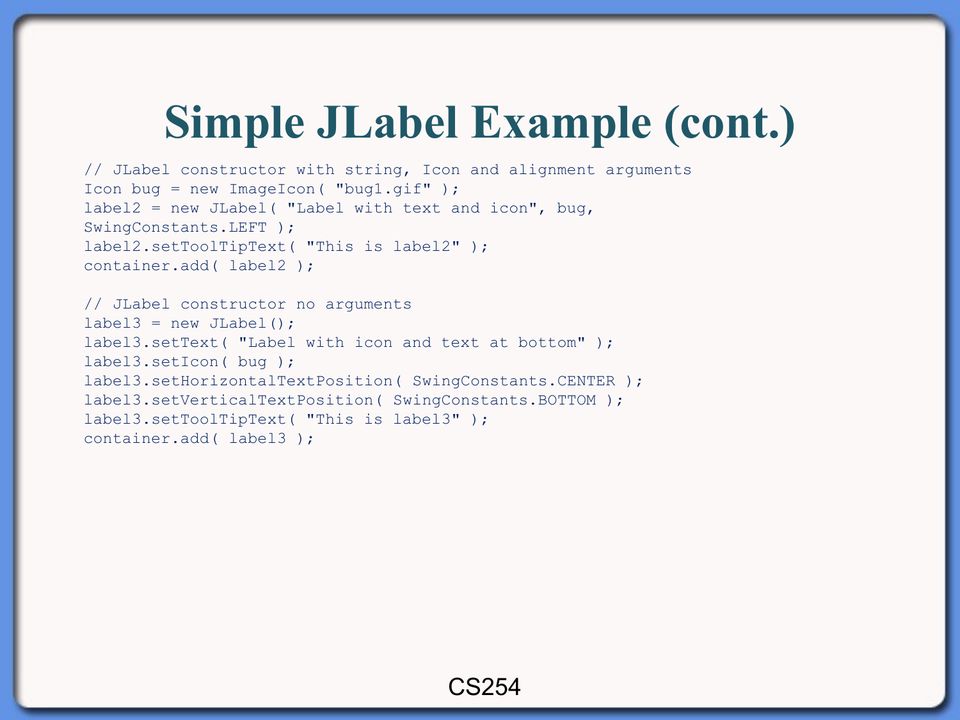 Simple JLabel Example (cont.)
// JLabel constructor with string, Icon and alignment arguments
Icon bug = new ImageIcon( "bug1.gif" );
label2 = new JLabel( "Label with text and icon", bug,
SwingConstants.LEFT );
label2.setToolTipText( "This is label2" );
container.add( label2 );
// JLabel constructor no arguments
label3 = new JLabel();
label3.setText( "Label with icon and text at bottom" );
label3.setIcon( bug );
label3.setHorizontalTextPosition( SwingConstants.CENTER );
label3.setVerticalTextPosition( SwingConstants.BOTTOM );
label3.setToolTipText( "This is label3" );
container.add( label3 );
CS254